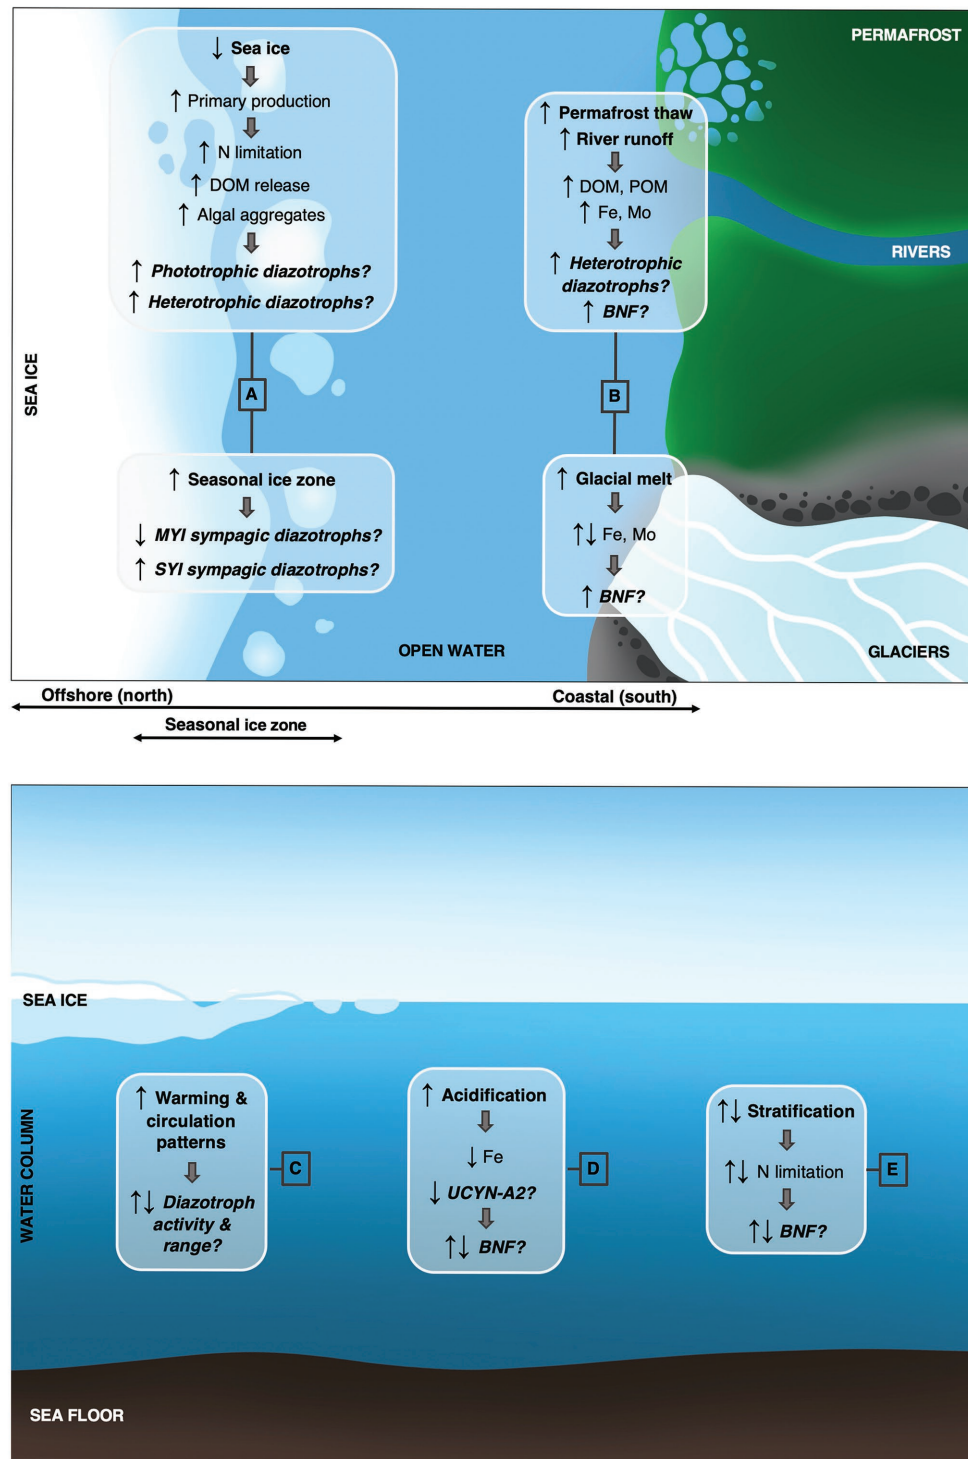 PERMAFROST
↓ Sea ice
↑ Primary production
↑ N limitation
↑ DOM release
↑ Algal aggregates
↑ Phototrophic diazotrophs?
↑ Heterotrophic diazotrophs?
↑ Permafrost thaw
↑ River runoff
↑ DOM, POM
↑ Fe, Mo
↑ Heterotrophic
diazotrophs?
↑ BNF?
RIVERS
SEA ICE
A
B
↑ Seasonal ice zone
↓ MYI sympagic diazotrophs?
↑ SYI sympagic diazotrophs?
↑ Glacial melt
↑↓ Fe, Mo
↑ BNF?
OPEN WATER
GLACIERS
Offshore (north)
Coastal (south)
Seasonal ice zone
SEA ICE
WATER COLUMN
↑ Warming &
circulation
patterns
↑↓ Diazotroph
activity &
range?
C
↑ Acidification
↓ Fe
↓ UCYN-A2?
↑↓ BNF?
D
↑↓ Stratification
↑↓ N limitation
↑↓ BNF?
E
SEA FLOOR